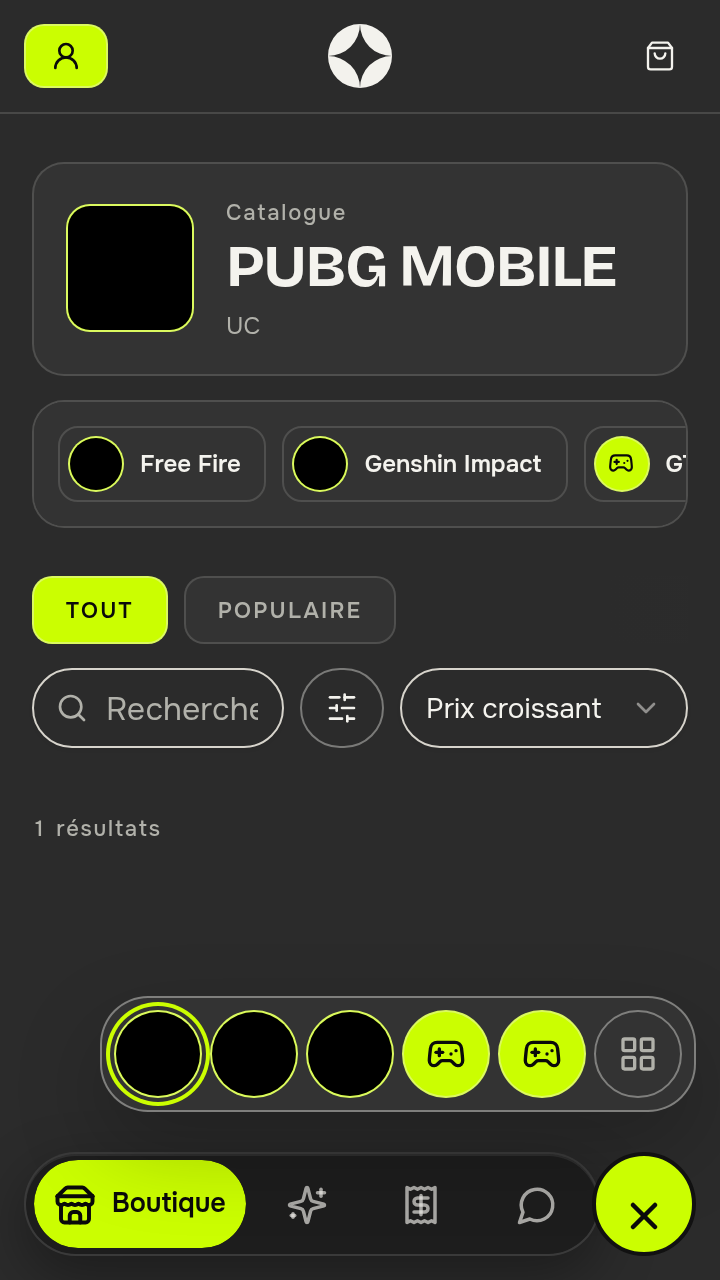 Catalogue
PUBG MOBILE
UC
Free Fire
Genshin Impact
TOUT
POPULAIRE
Recherche
Prix croissant
1 résultats
Boutique